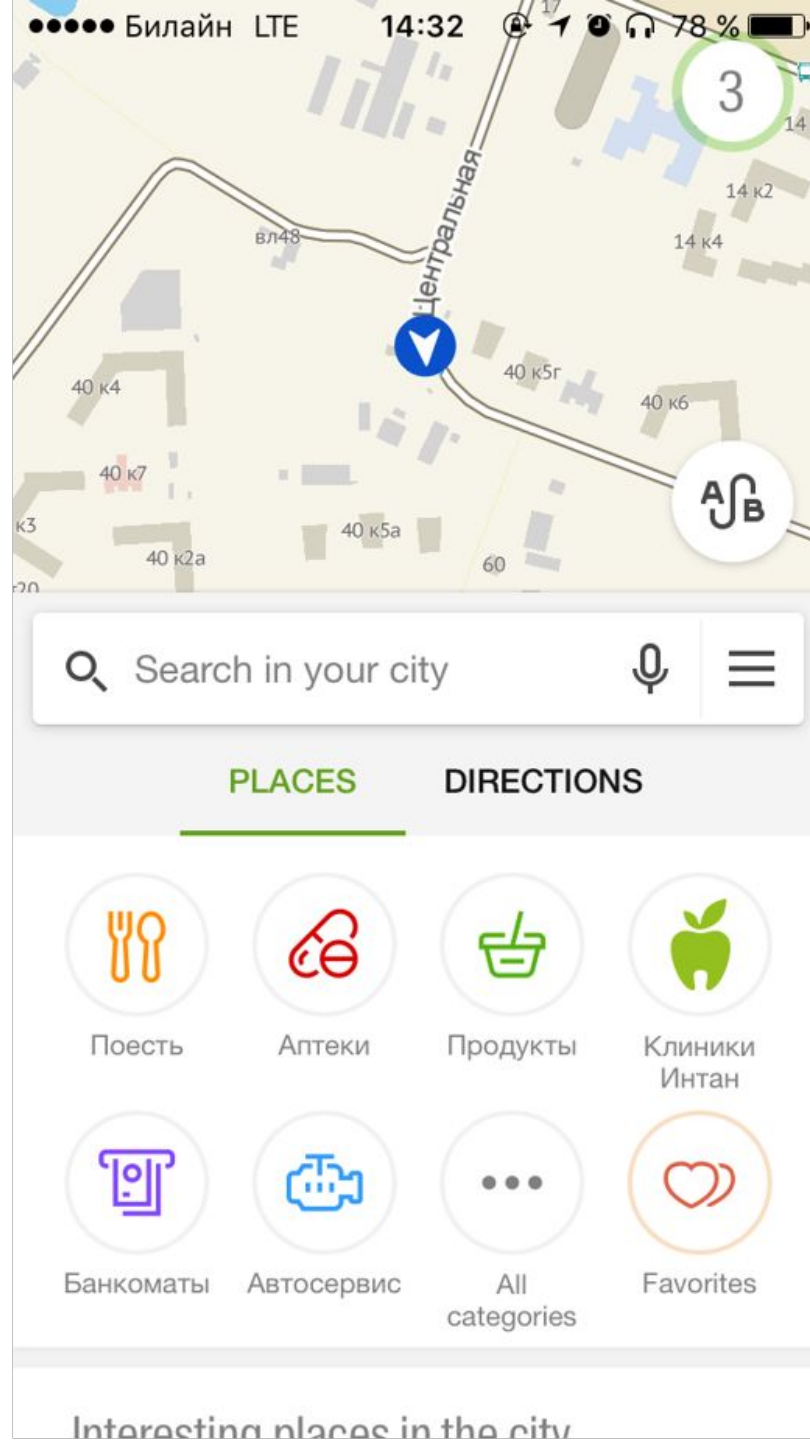 Билайн LTE 14:32 78 %
17
3
14
14 к2
14 к4
вл48
Центральная
40 к4
40 к5г
40 к6
40 к7
A B
к3
40 к5а
40 к2а
60
Search in your city
PLACES DIRECTIONS
Поесть Аптеки Продукты Клиники
Интан
Банкоматы Автосервис All Favorites
categories
Interesting places in the city